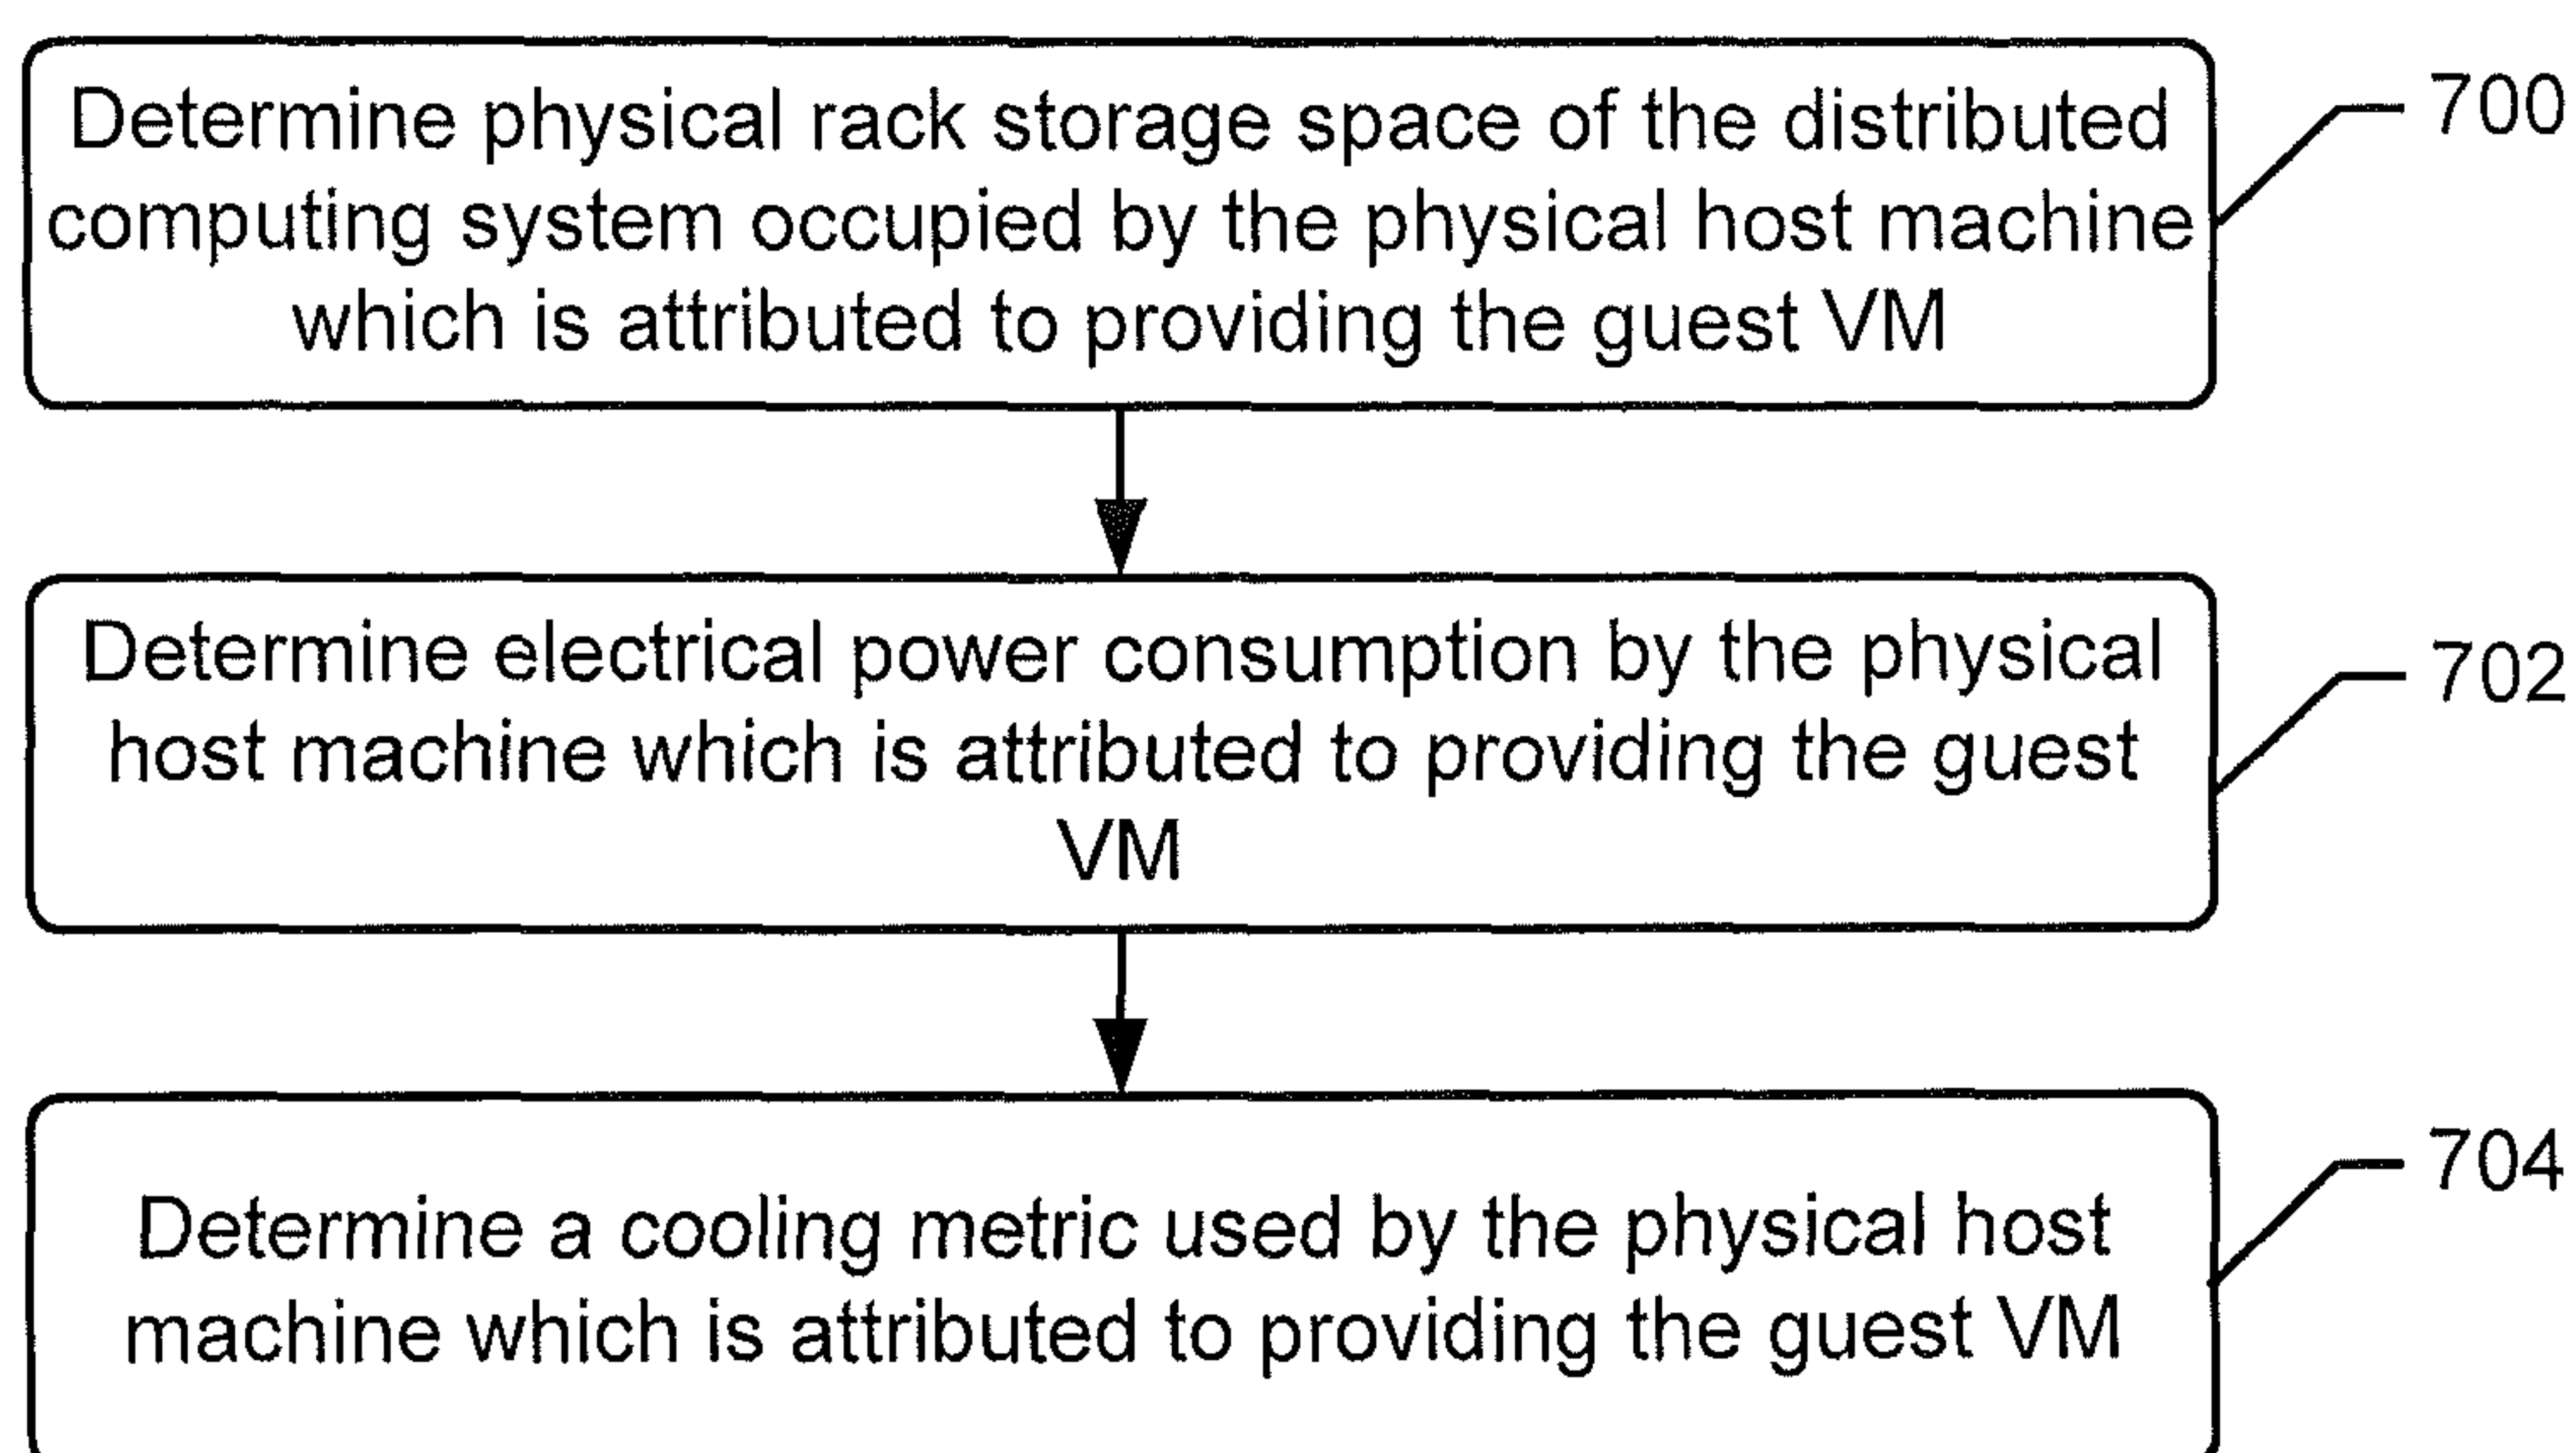 Determine physical rack storage space of the distributed
computing system occupied by the physical host machine
which is attributed to providing the guest VM
700
Determine electrical power consumption by the physical
host machine which is attributed to providing the guest
VM
702
Determine a cooling metric used by the physical host
machine which is attributed to providing the guest VM
704